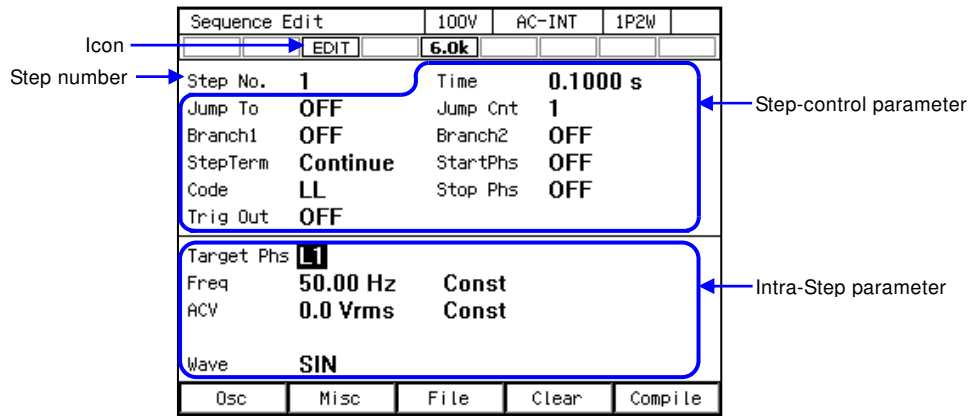 Sequence Edit 100V AC-INT 1P2W
Icon EDIT 6.0k
Step number Step No. 1 Time 0.1000 s
Jump To OFF Jump Cnt 1 Step-control parameter
Branch1 OFF Branch2 OFF
StepTerm Continue StartPhs OFF
Code LL Stop Phs OFF
Trig Out OFF
Target Phs L1
Freq 50.00 Hz Const Intra-Step parameter
ACV 0.0 Vrms Const
Wave SIN
Osc Misc File Clear Compile